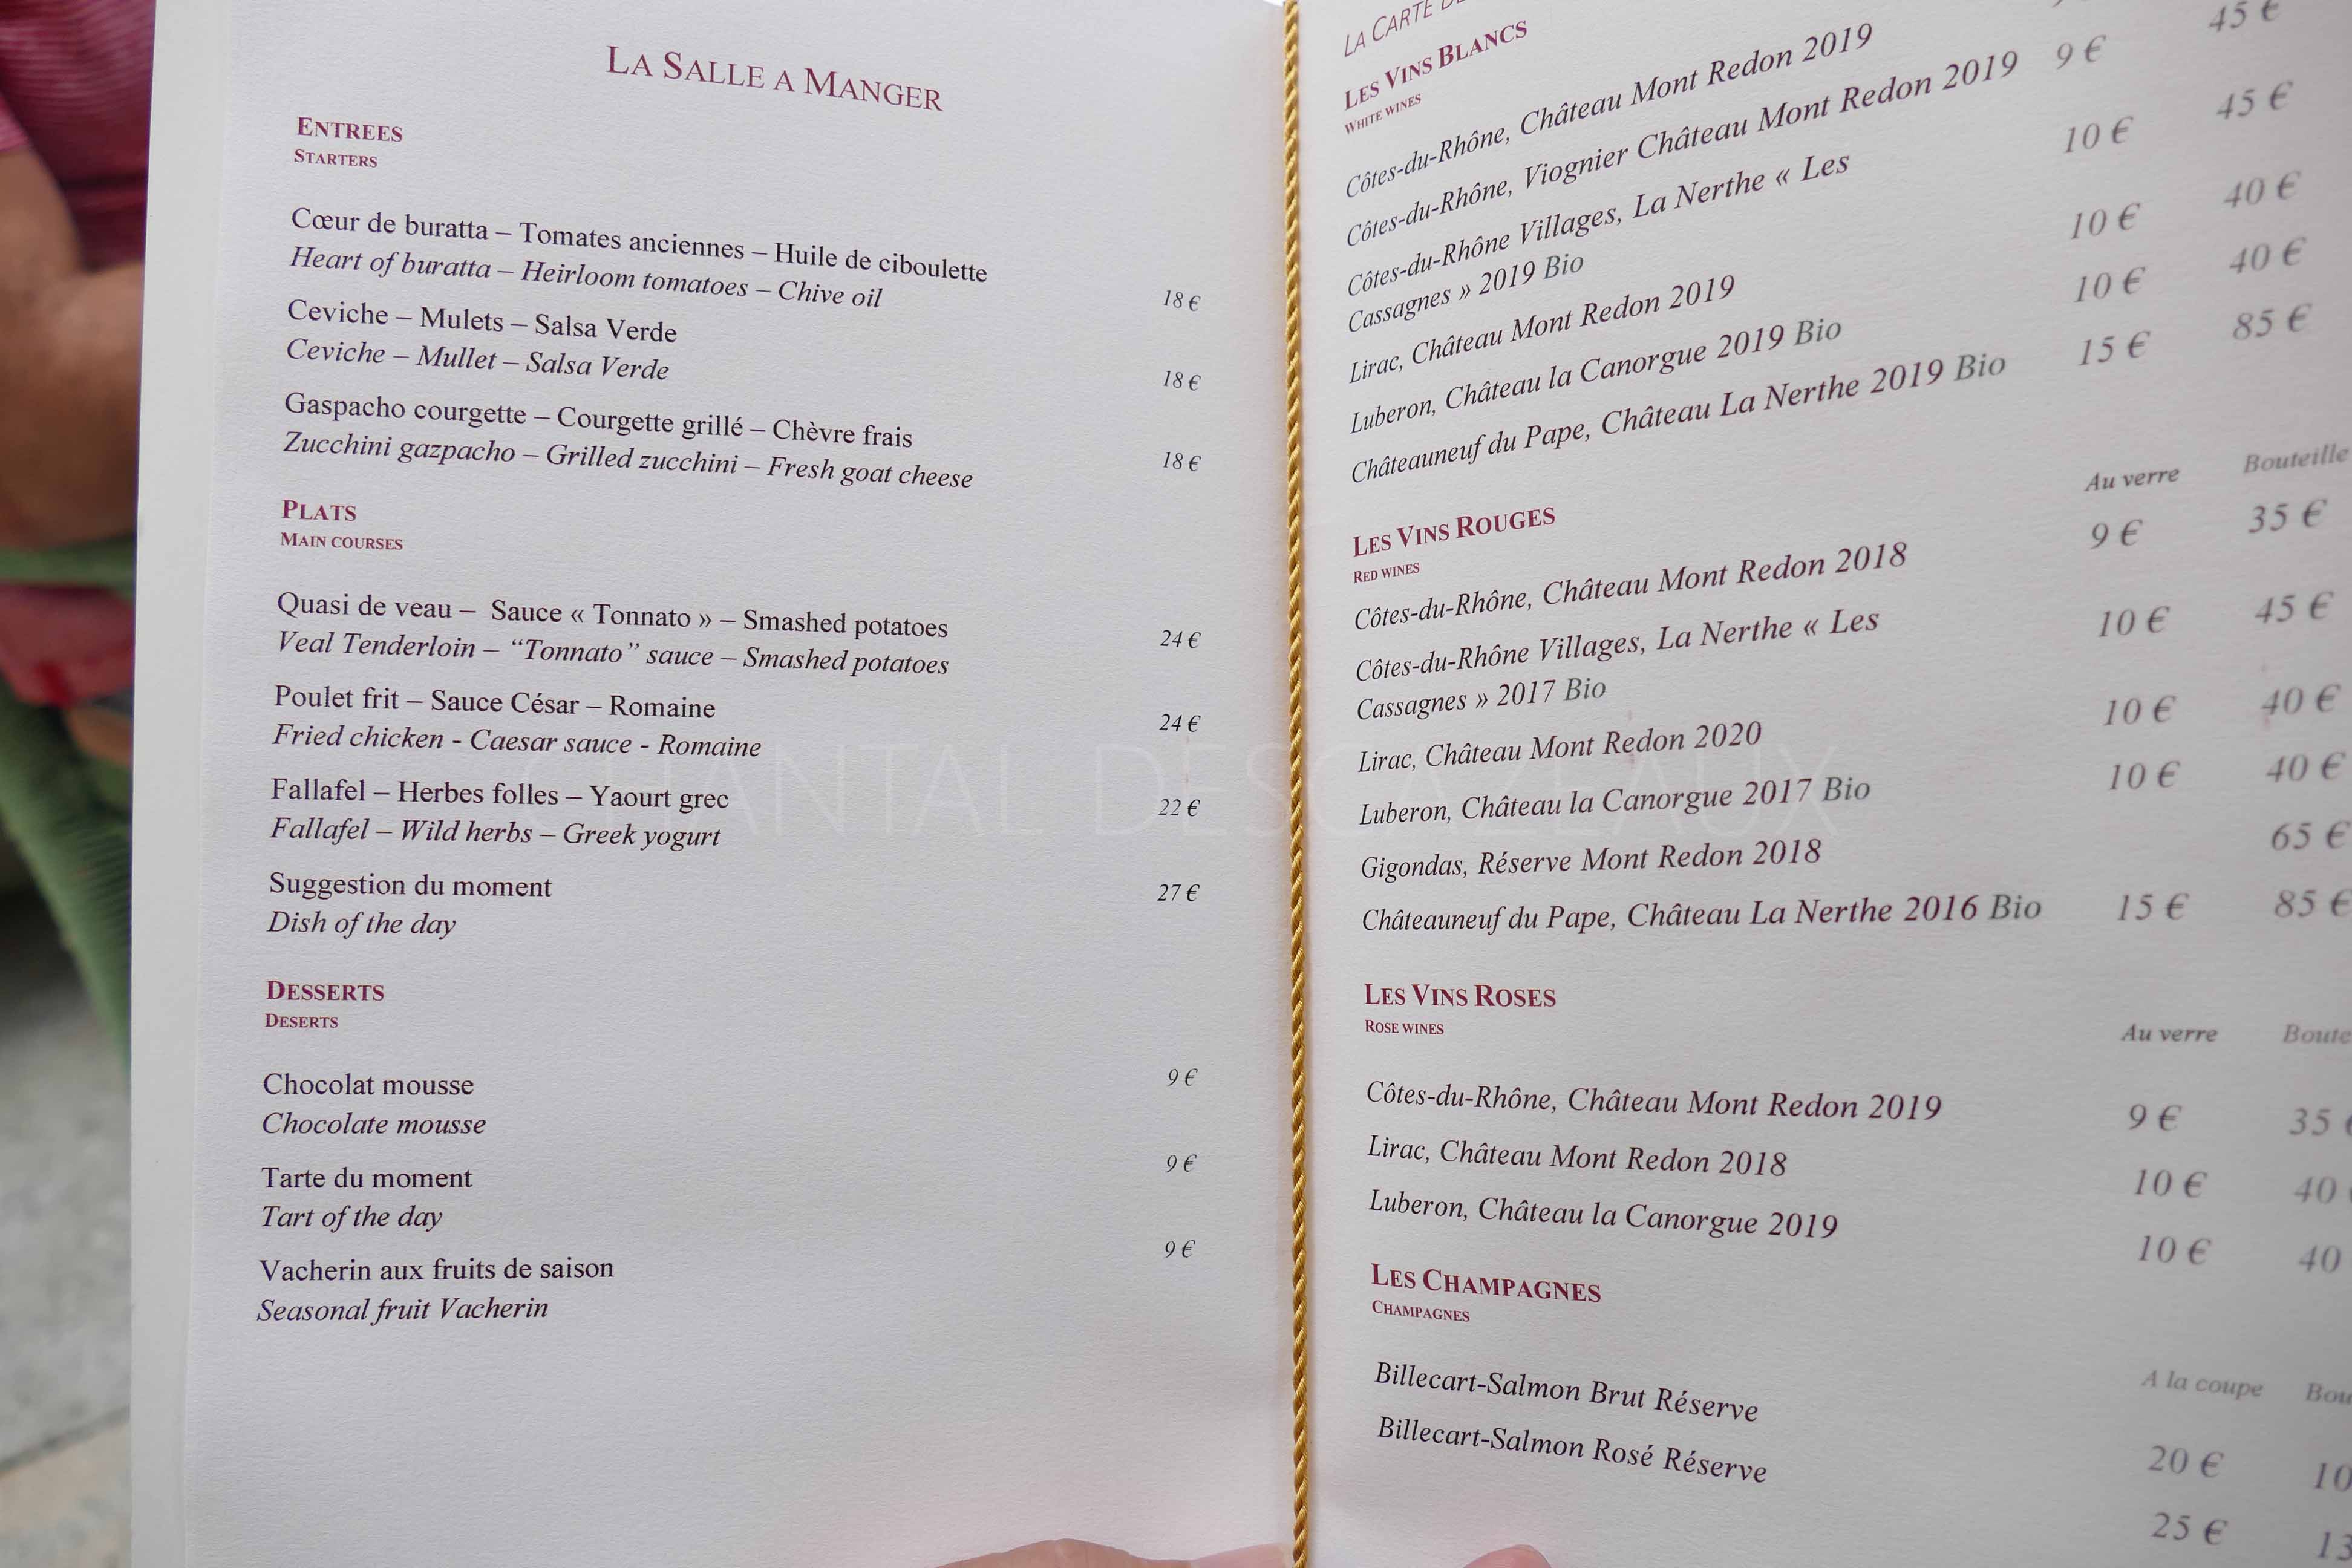 LA SALLE A MANGER
ENTREES
STARTERS
Cœur de buratta – Tomates anciennes – Huile de ciboulette
Heart of buratta – Heirloom tomatoes – Chive oil
18 €
Ceviche – Mulets – Salsa Verde
Ceviche – Mullet – Salsa Verde
18 €
Gaspacho courgette – Courgette grillé – Chèvre frais
Zucchini gazpacho – Grilled zucchini – Fresh goat cheese
18 €
PLATS
MAIN COURSES
Quasi de veau – Sauce « Tonnato » – Smashed potatoes
24 €
Veal Tenderloin – “Tonnato” sauce – Smashed potatoes
Poulet frit – Sauce César – Romaine
24 €
Fried chicken - Caesar sauce - Romaine
Fallafel – Herbes folles – Yaourt grec
22 €
Fallafel – Wild herbs – Greek yogurt
Suggestion du moment
27 €
Dish of the day
DESSERTS
DESERTS
Chocolat mousse
9 €
Chocolate mousse
Tarte du moment
9 €
Tart of the day
Vacherin aux fruits de saison
9 €
Seasonal fruit Vacherin
LA CARTE
LES VINS BLANCS
WHITE WINES
Côtes-du-Rhône, Château Mont Redon 2019
Côtes-du-Rhône, Viognier Château Mont Redon 2019
9 €
45 €
Côtes-du-Rhône Villages, La Nerthe « Les
Cassagnes » 2019 Bio
10 €
45 €
Lirac, Château Mont Redon 2019
10 €
40 €
Luberon, Château la Canorgue 2019 Bio
10 €
40 €
Châteauneuf du Pape, Château La Nerthe 2019 Bio
15 €
85 €
LES VINS ROUGES
RED WINES
Au verre
Bouteille
Côtes-du-Rhône, Château Mont Redon 2018
9 €
35 €
Côtes-du-Rhône Villages, La Nerthe « Les
Cassagnes » 2017 Bio
10 €
45 €
Lirac, Château Mont Redon 2020
10 €
40 €
Luberon, Château la Canorgue 2017 Bio
10 €
40 €
Gigondas, Réserve Mont Redon 2018
65 €
Châteauneuf du Pape, Château La Nerthe 2016 Bio
15 €
85 €
LES VINS ROSES
ROSE WINES
Au verre
Boute
Côtes-du-Rhône, Château Mont Redon 2019
9 €
35 €
Lirac, Château Mont Redon 2018
10 €
40
Luberon, Château la Canorgue 2019
10 €
40
LES CHAMPAGNES
CHAMPAGNES
A la coupe
Bou
Billecart-Salmon Brut Réserve
20 €
10
Billecart-Salmon Rosé Réserve
25 €
CHANTAL DESCAZEAUX